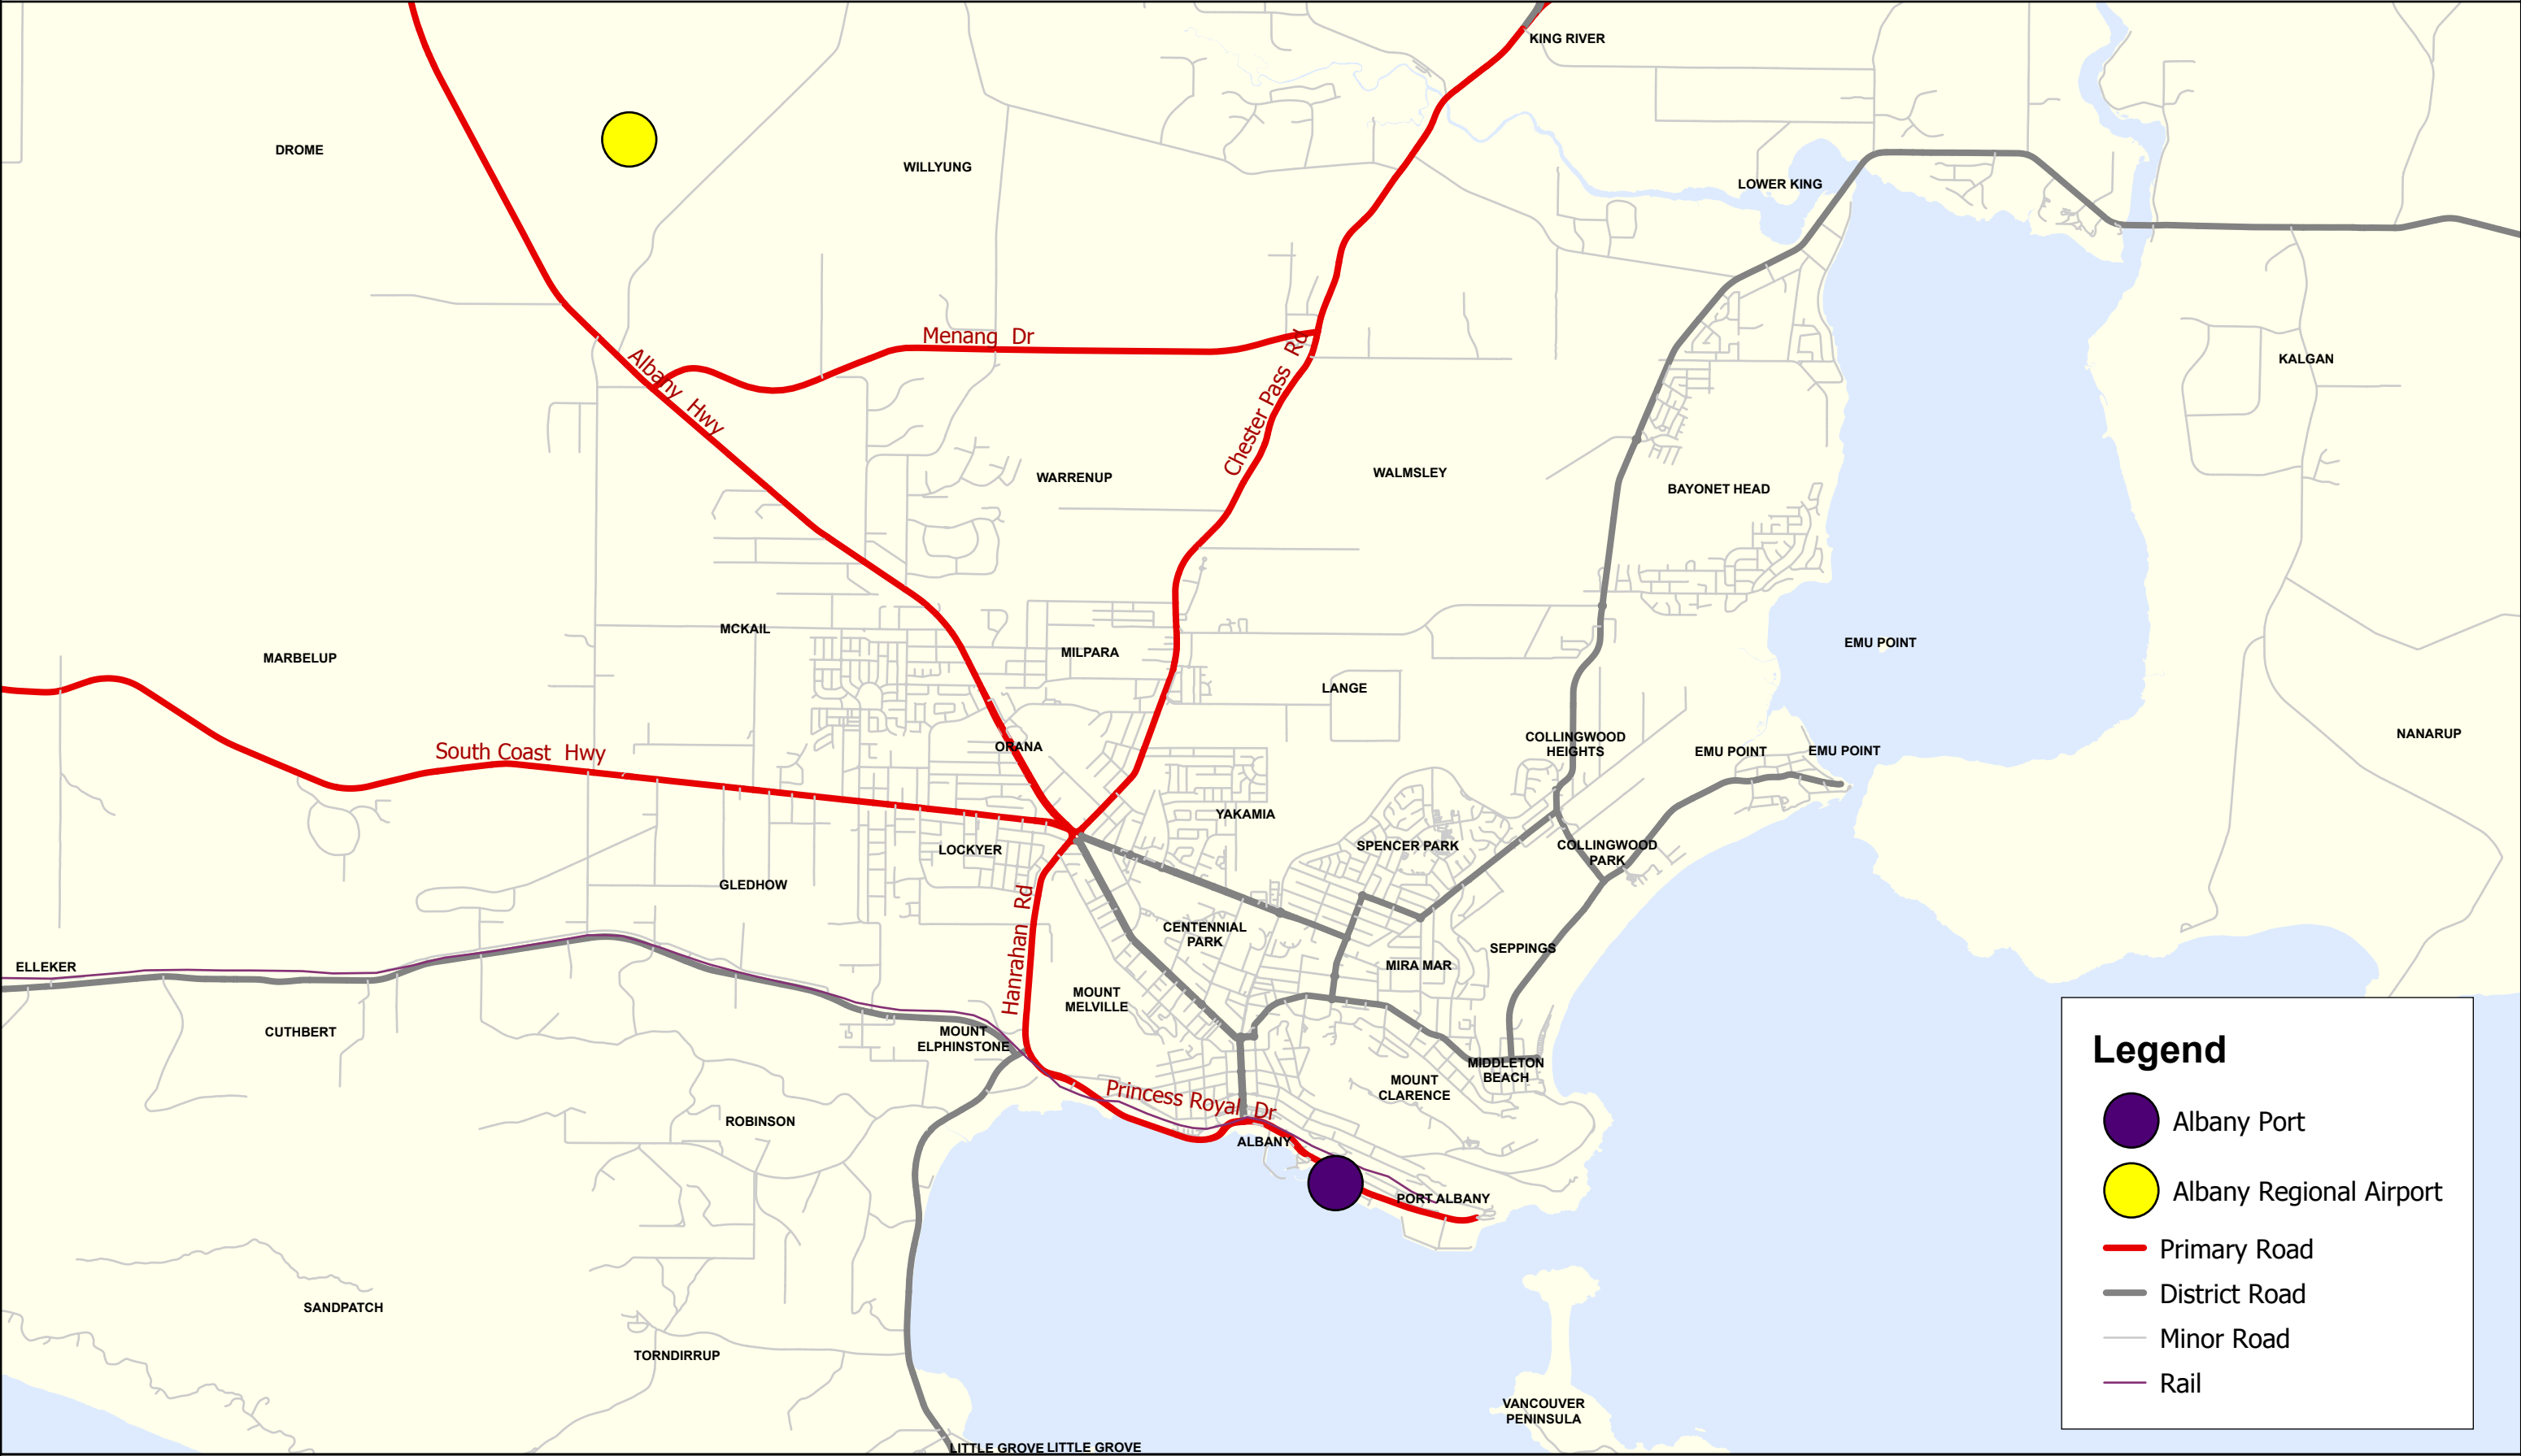 KING RIVER
DROME
WILLYUNG
LOWER KING
Menang Dr
Albany Hwy
Chester Pass Rd
KALGAN
WARRENUP
WALMSLEY
BAYONET HEAD
MCKAIL
MARBELUP
MILPARA
EMU POINT
LANGE
South Coast Hwy
ORANA
COLLINGWOOD
HEIGHTS
EMU POINT
EMU POINT
NANARUP
YAKAMIA
LOCKYER
SPENCER PARK
COLLINGWOOD
PARK
GLEDHOW
Hanrahan Rd
CENTENNIAL
PARK
SEPPINGS
ELLEKER
MIRA MAR
MOUNT
MELVILLE
CUTHBERT
MOUNT
ELPHINSTONE
MIDDLETON
BEACH
MOUNT
CLARENCE
Princess Royal Dr
ROBINSON
ALBANY
PORT ALBANY
SANDPATCH
TORNDIRRUP
VANCOUVER
PENINSULA
LITTLE GROVE LITTLE GROVE
Legend
Albany Port
Albany Regional Airport
Primary Road
District Road
Minor Road
Rail